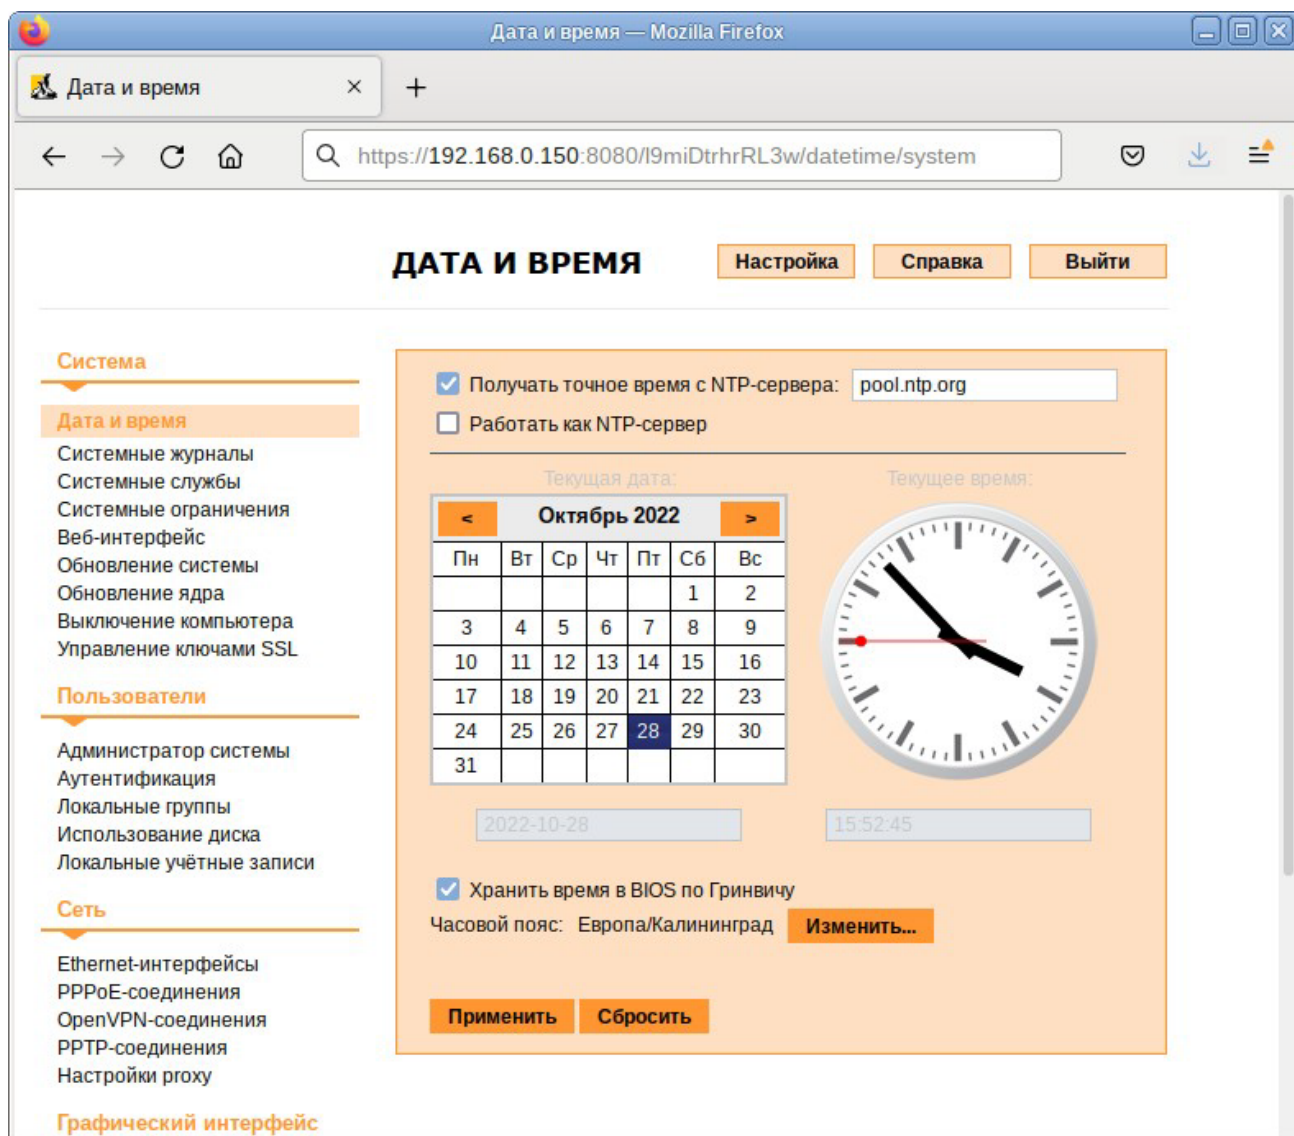 Дата и время — Mozilla Firefox
Дата и время
https://192.168.0.150:8080/l9miDtrhrRL3w/datetime/system
ДАТА И ВРЕМЯ
Настройка
Справка
Выйти
Система
Дата и время
Системные журналы
Системные службы
Системные ограничения
Веб-интерфейс
Обновление системы
Обновление ядра
Выключение компьютера
Управление ключами SSL
Пользователи
Администратор системы
Аутентификация
Локальные группы
Использование диска
Локальные учётные записи
Сеть
Ethernet-интерфейсы
PPPoE-соединения
OpenVPN-соединения
PPTP-соединения
Настройки proxy
Графический интерфейс
Получать точное время с NTP-сервера: pool.ntp.org
Работать как NTP-сервер
Текущая дата:
< Октябрь 2022 >
Пн Вт Ср Чт Пт Сб Вс
1 2
3 4 5 6 7 8 9
10 11 12 13 14 15 16
17 18 19 20 21 22 23
24 25 26 27 28 29 30
31
2022-10-28
Текущее время:
15:52:45
Хранить время в BIOS по Гринвичу
Часовой пояс: Европа/Калининград Изменить...
Применить Сбросить